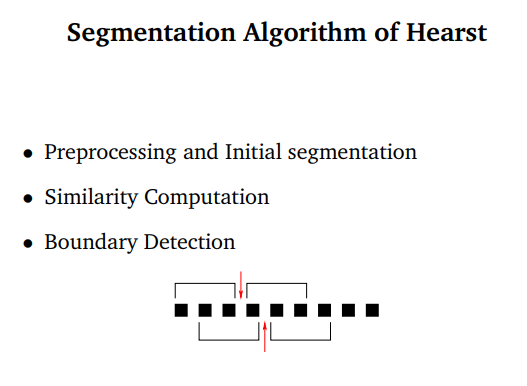 Segmentation Algorithm of Hearst
• Preprocessing and Initial segmentation
• Similarity Computation
• Boundary Detection